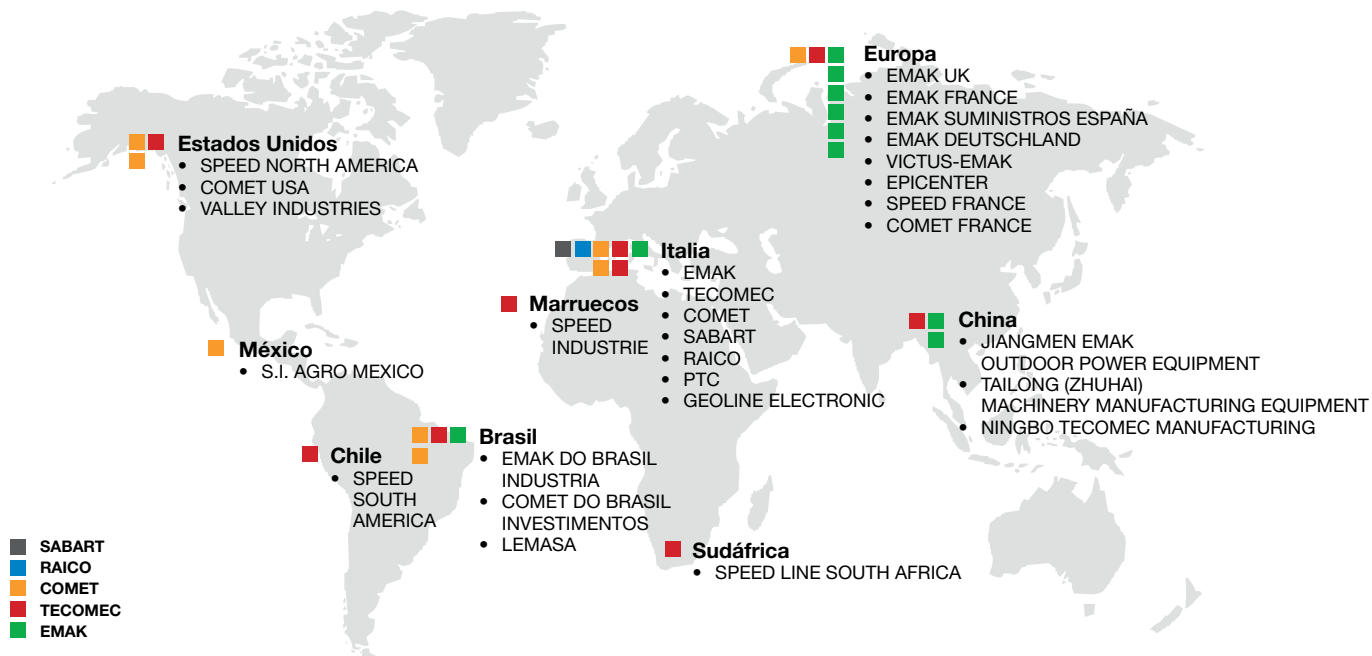 Europa
• EMAK UK
• EMAK FRANCE
• EMAK SUMINISTROS ESPAÑA
• EMAK DEUTSCHLAND
• VICTUS-EMAK
• EPICENTER
• SPEED FRANCE
• COMET FRANCE
Estados Unidos
• SPEED NORTH AMERICA
• COMET USA
• VALLEY INDUSTRIES
Italia
• EMAK
• TECOMEC
• COMET
• SABART
• RAICO
• PTC
• GEOLINE ELECTRONIC
Marruecos
• SPEED
INDUSTRIE
China
• JIANGMEN EMAK
OUTDOOR POWER EQUIPMENT
• TAILONG (ZHUHAI)
MACHINERY MANUFACTURING EQUIPMENT
• NINGBO TECOMEC MANUFACTURING
México
• S.I. AGRO MEXICO
Chile
• SPEED
SOUTH
AMERICA
Brasil
• EMAK DO BRASIL
INDUSTRIA
• COMET DO BRASIL
INVESTIMENTOS
• LEMASA
Sudáfrica
• SPEED LINE SOUTH AFRICA
SABART
RAICO
COMET
TECOMEC
EMAK